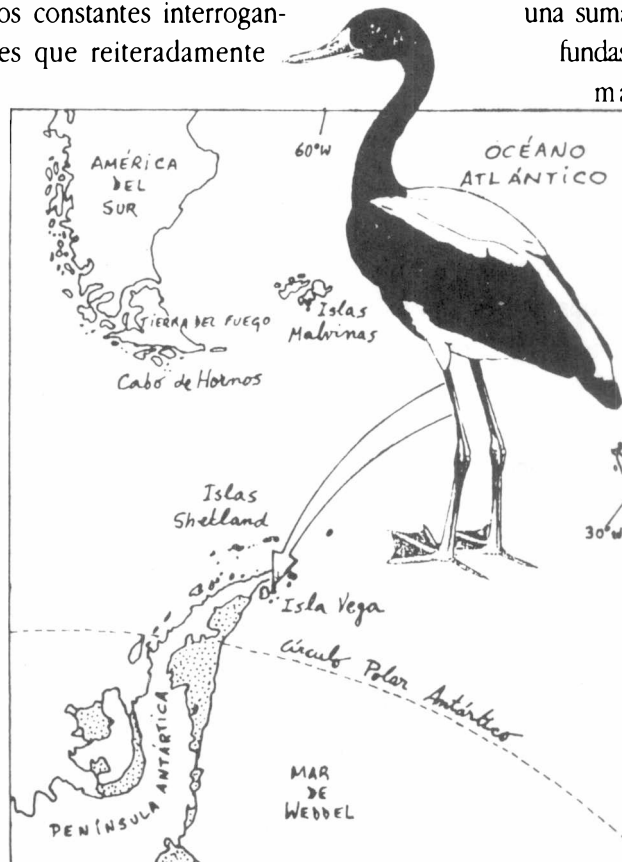 os constantes interrogan-
es que reiteradamente
una suma
fundas
ma
60°W
OCÉANO
ATLÁNTICO
AMÉRICA
DEL
SUR
TIERRA DEL FUEGO
Islas
Malvinas
Cabo de Hornos
Islas
Shetland
30°W
Isla Vega
Círculo Polar Antártico
PENÍNSULA ANTÁRTICA
MAR
DE
WEDDEL